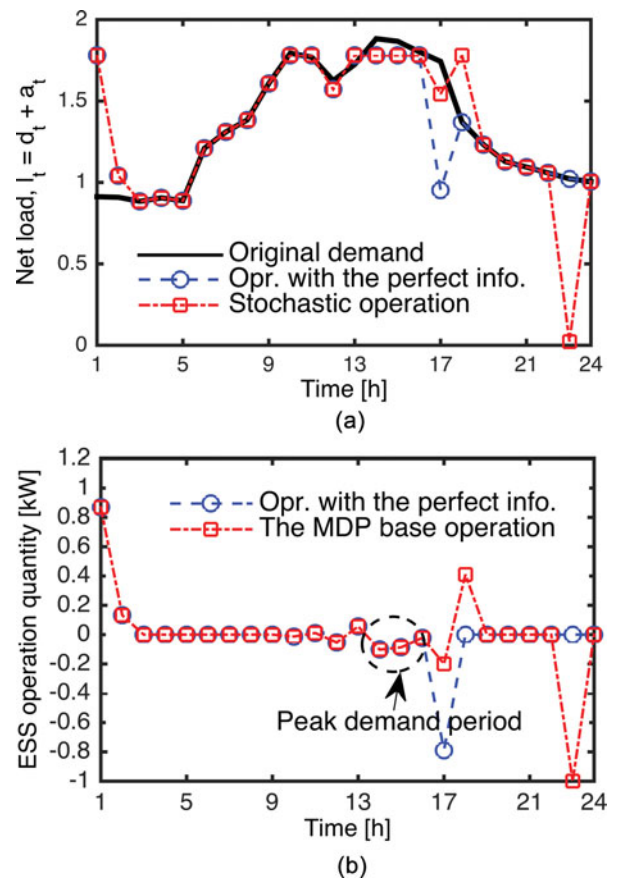 2
1.5
1
0.5
0
Net load, l_t = d_t + a_t
Original demand
Opr. with the perfect info.
Stochastic operation
1 5 9 13 17 21 24
Time [h]
(a)
1.2
1
0.8
0.6
0.4
0.2
0
-0.2
-0.4
-0.6
-0.8
-1
ESS operation quantity [kW]
Opr. with the perfect info.
The MDP base operation
Peak demand period
1 5 9 13 17 21 24
Time [h]
(b)